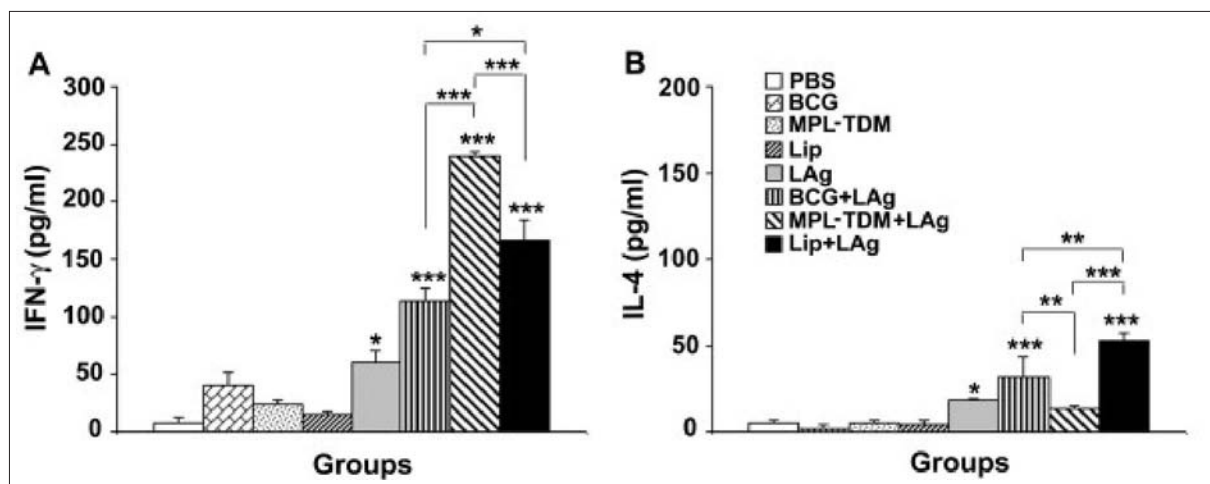 A
IFN-γ (pg/ml)
300
250
200
150
100
50
0
*
***
***
***
***
***
*
Groups
B
IL-4 (pg/ml)
200
150
100
50
0
PBS
BCG
MPL-TDM
Lip
LAg
BCG+LAg
MPL-TDM+LAg
Lip+LAg
**
***
**
***
***
*
Groups